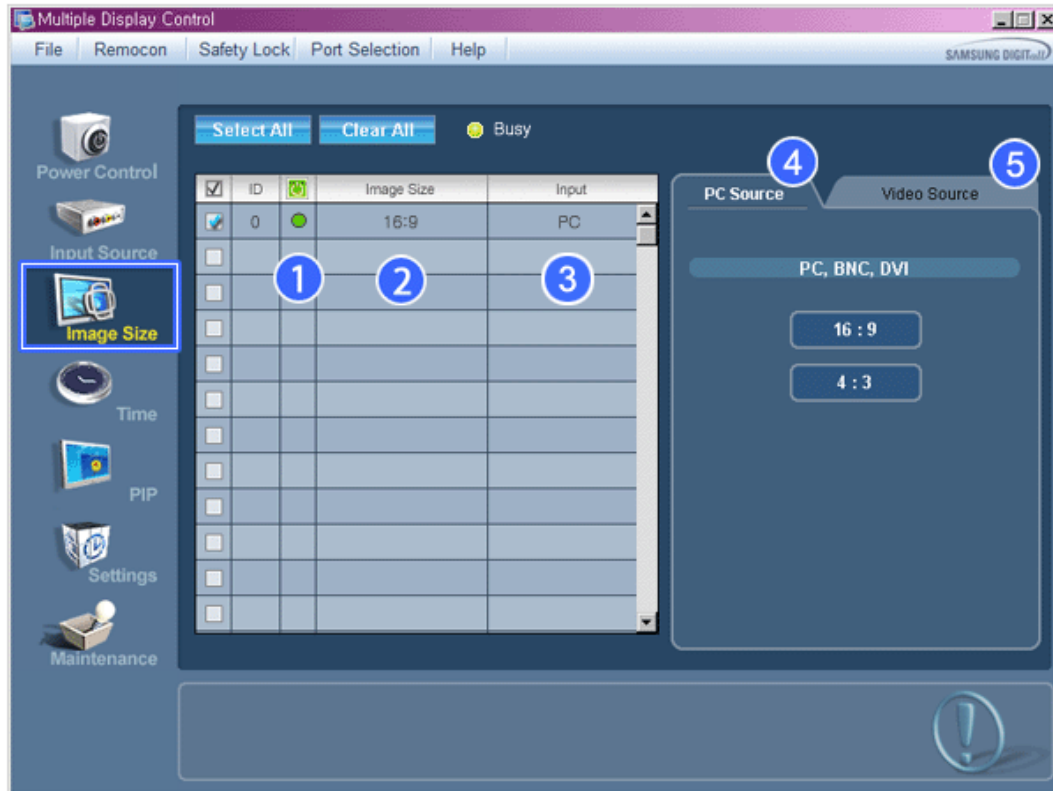 Multiple Display Control
File Remocon Safety Lock Port Selection Help
SAMSUNG DIGITall
Select All Clear All Busy
Power Control
Input Source
Image Size
Time
PIP
Settings
Maintenance
ID Image Size Input
0 16:9 PC
1 2 3
4 5
PC Source Video Source
PC, BNC, DVI
16 : 9
4 : 3